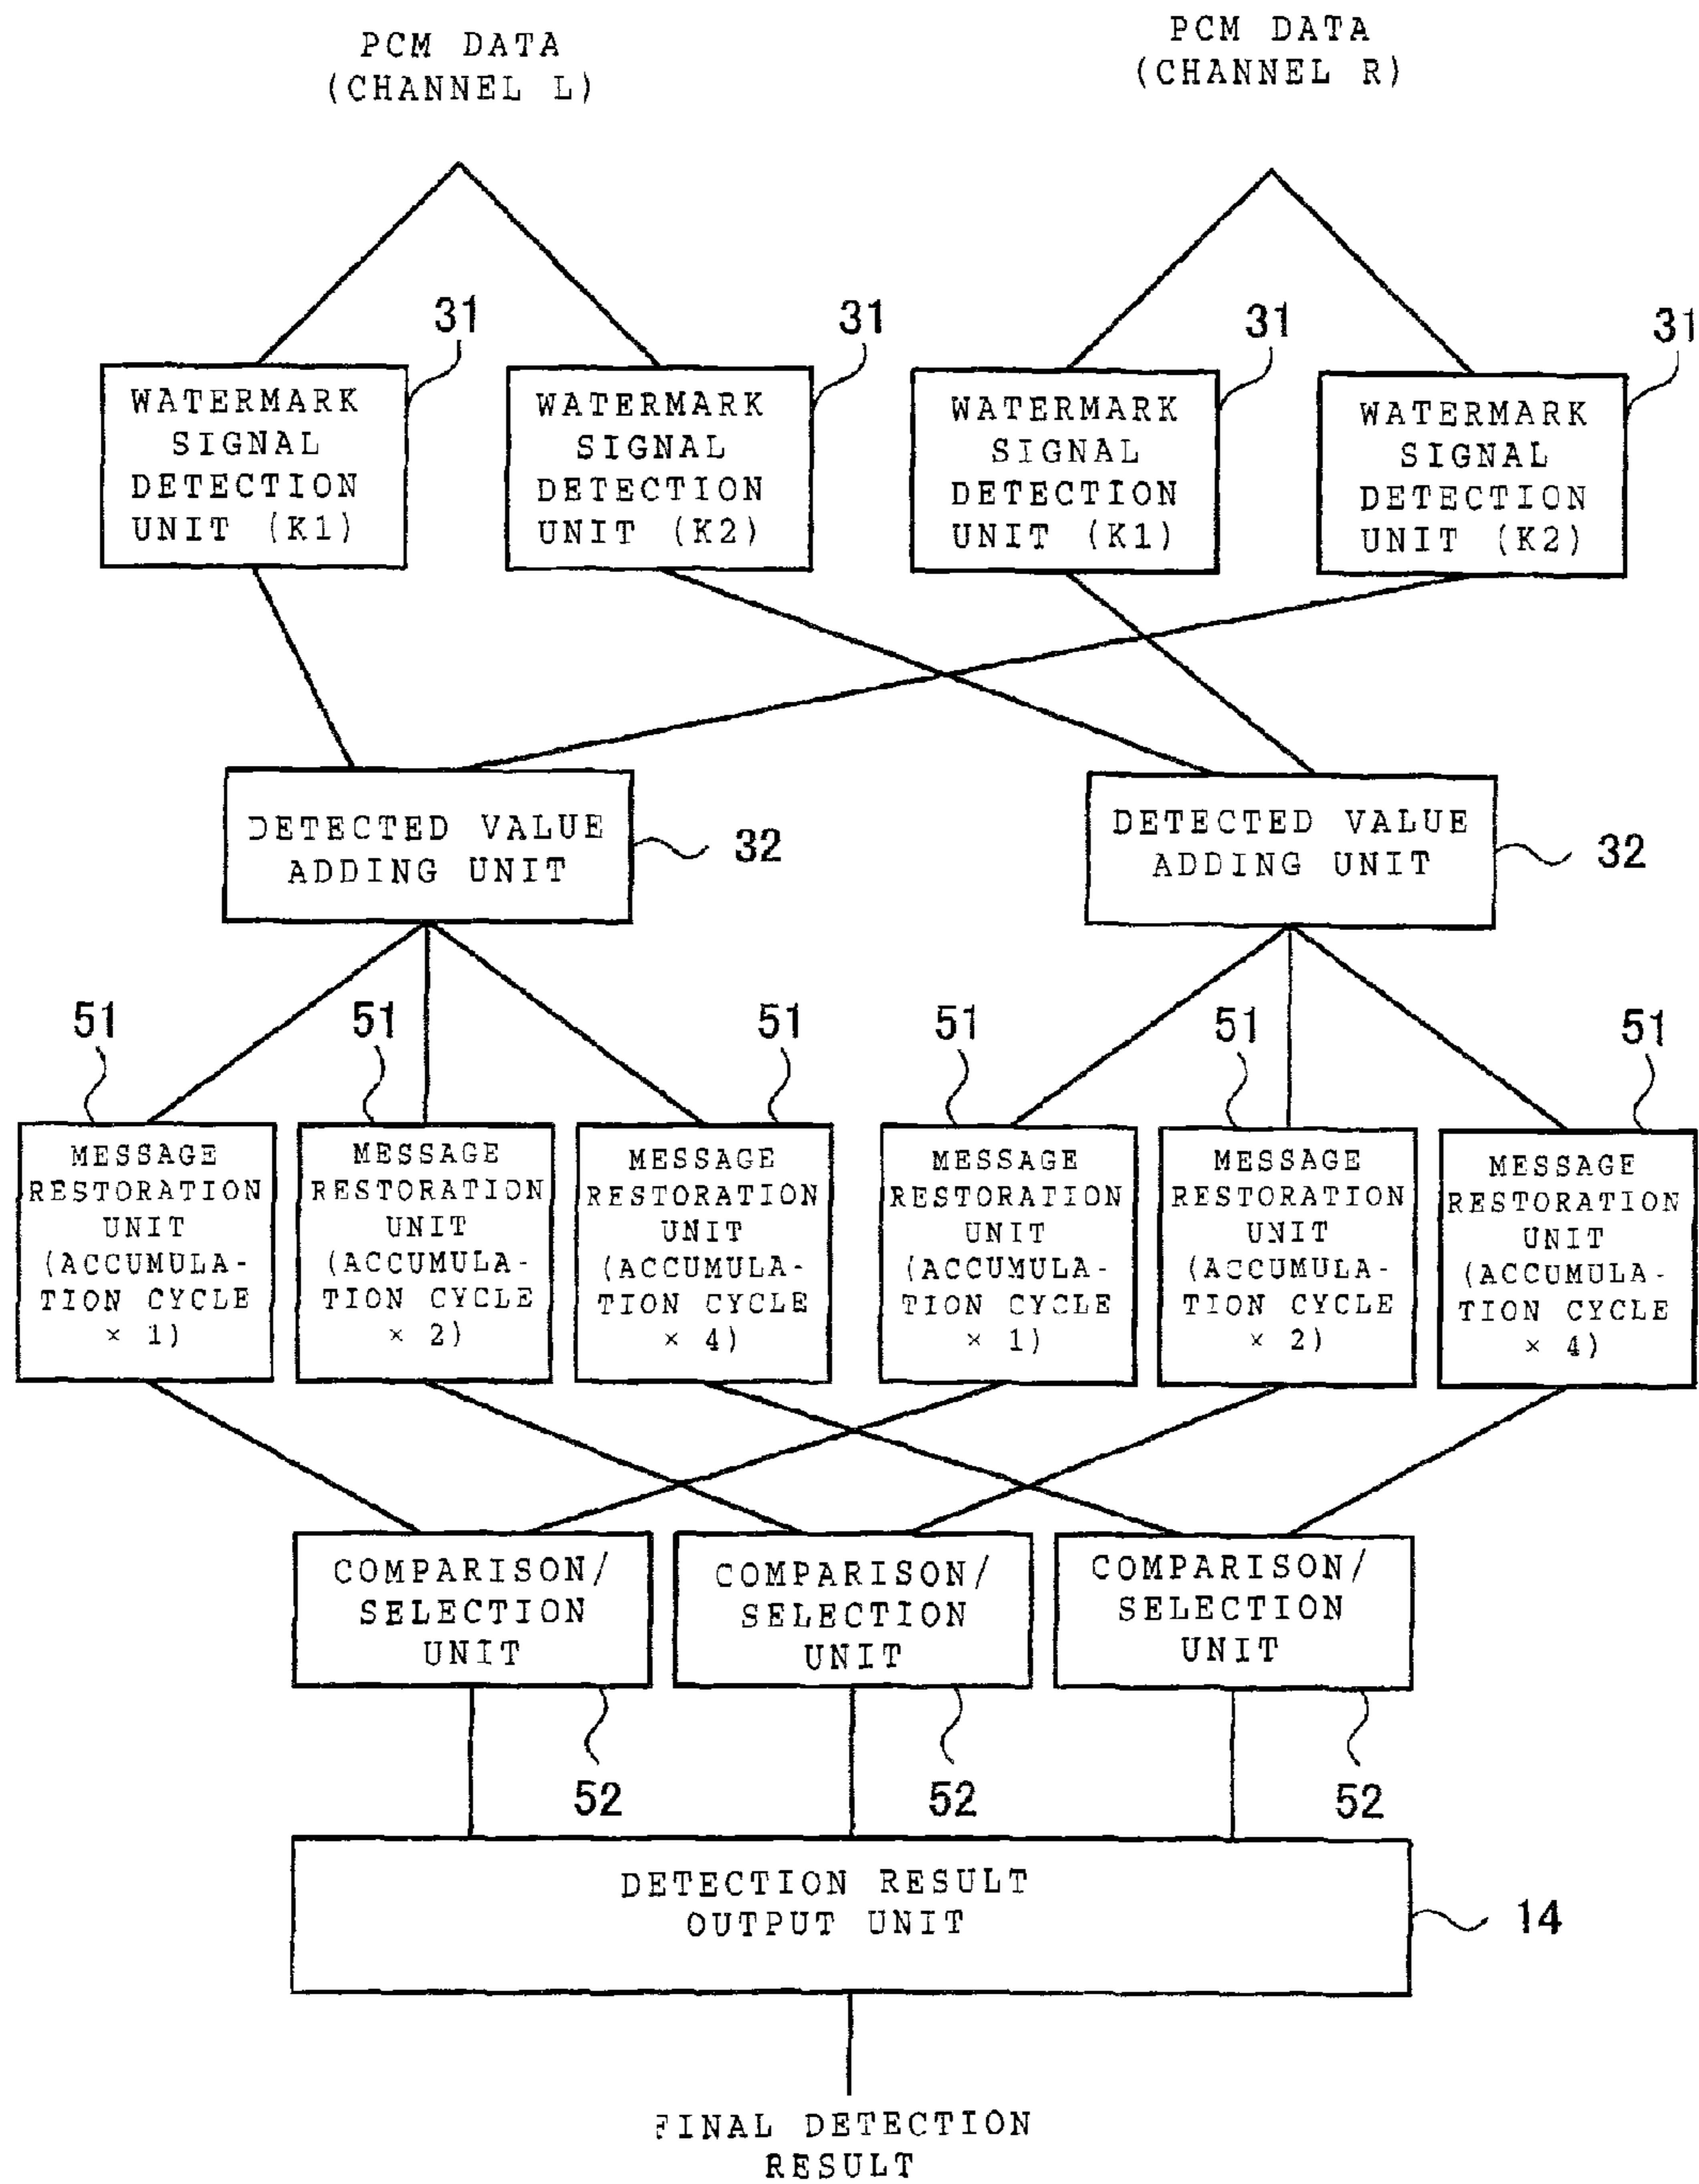 PCM DATA
(CHANNEL L)
PCM DATA
(CHANNEL R)
31
31
31
31
WATERMARK
SIGNAL
DETECTION
UNIT (K1)
WATERMARK
SIGNAL
DETECTION
UNIT (K2)
WATERMARK
SIGNAL
DETECTION
UNIT (K1)
WATERMARK
SIGNAL
DETECTION
UNIT (K2)
DETECTED VALUE
ADDING UNIT
32
DETECTED VALUE
ADDING UNIT
32
51
51
51
51
51
51
MESSAGE
RESTORATION
UNIT
(ACCUMULA-
TION CYCLE
× 1)
MESSAGE
RESTORATION
UNIT
(ACCUMULA-
TION CYCLE
× 2)
MESSAGE
RESTORATION
UNIT
(ACCUMULA-
TION CYCLE
× 4)
MESSAGE
RESTORATION
UNIT
(ACCUMULA-
TION CYCLE
× 1)
MESSAGE
RESTORATION
UNIT
(ACCUMULA-
TION CYCLE
× 2)
MESSAGE
RESTORATION
UNIT
(ACCUMULA-
TION CYCLE
× 4)
COMPARISON/
SELECTION
UNIT
COMPARISON/
SELECTION
UNIT
COMPARISON/
SELECTION
UNIT
52
52
52
DETECTION RESULT
OUTPUT UNIT
14
FINAL DETECTION
RESULT